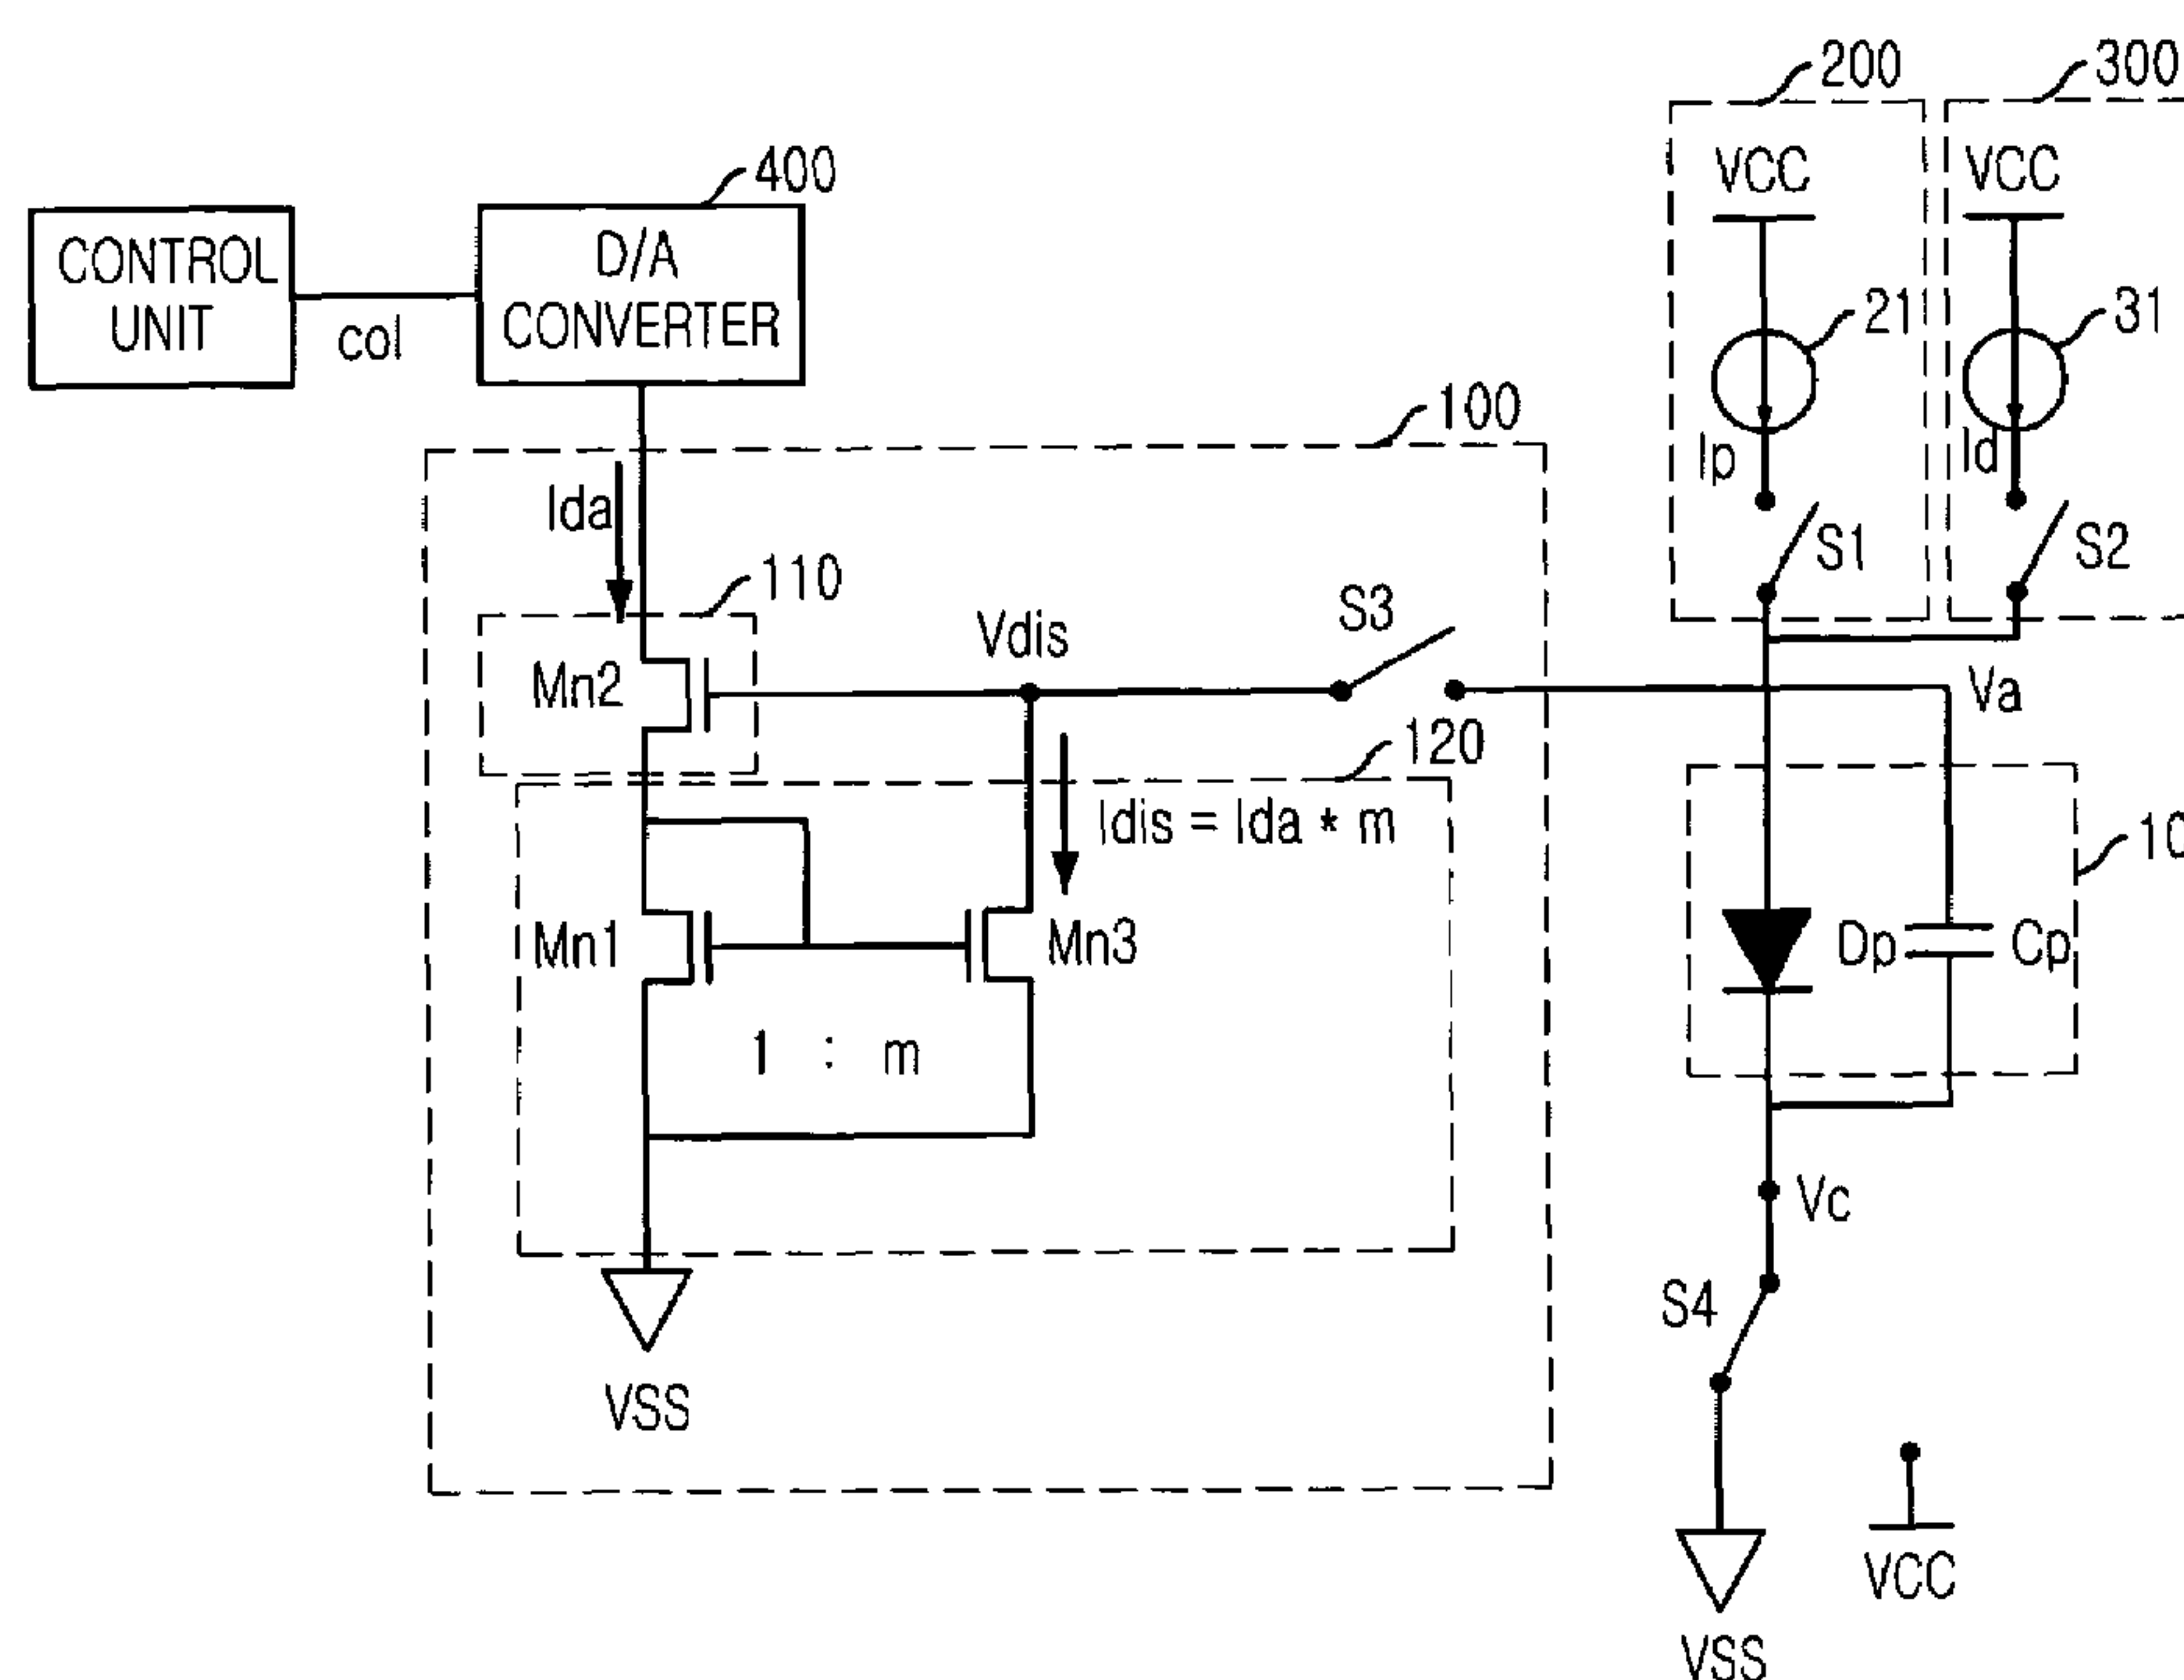 200
300
VCC
VCC
400
CONTROL
UNIT
col
D/A
CONVERTER
21
31
Ip
Id
S1
S2
100
Ida
110
Mn2
Vdis
S3
Va
120
Idis = Ida * m
10
Mn1
Mn3
Dp
Cp
1 : m
Vc
S4
VSS
VCC
VSS